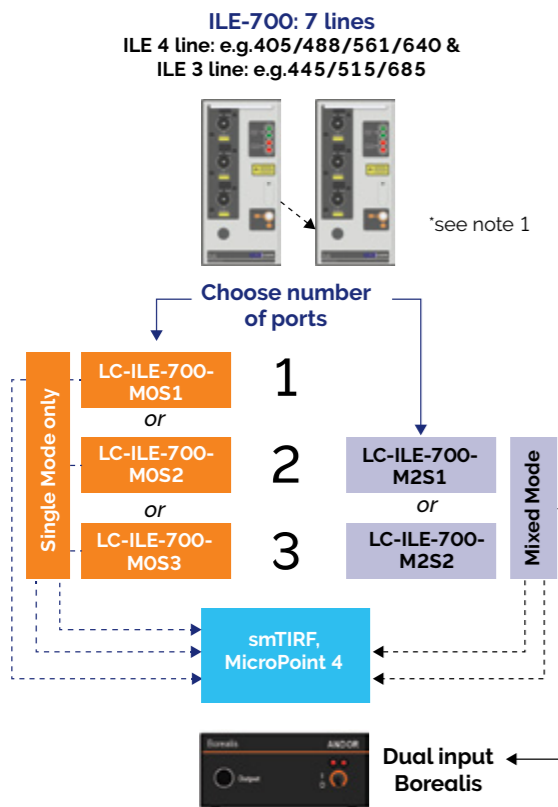 ILE-700: 7 lines
ILE 4 line: e.g.405/488/561/640 &
ILE 3 line: e.g.445/515/685
*see note 1
Choose number
of ports
Single Mode only
LC-ILE-700-
M0S1
or
LC-ILE-700-
M0S2
or
LC-ILE-700-
M0S3
1
2
3
LC-ILE-700-
M2S1
or
LC-ILE-700-
M2S2
Mixed Mode
smTIRF,
MicroPoint 4
Borealis
ANDOR
Output
Dual input
Borealis